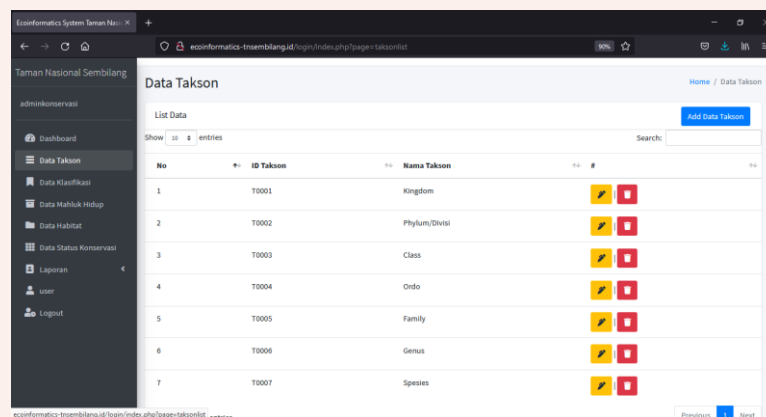 Ecoinformatics System Taman Nasio
ecoinformatics-tnsembilang.id/login/index.php?page=taksonlist 90%
Taman Nasional Sembilang
adminkonservasi
Dashboard
Data Takson
Data Klasifikasi
Data Mahluk Hidup
Data Habitat
Data Status Konservasi
Laporan
user
Logout
Data Takson
Home / Data Takson
List Data
Add Data Takson
Show 10 entries
Search:
No ID Takson Nama Takson #
1 T0001 Kingdom
2 T0002 Phylum/Divisi
3 T0003 Class
4 T0004 Ordo
5 T0005 Family
6 T0006 Genus
7 T0007 Spesies
ecoinformatics-tnsembilang.id/login/index.php?page=taksonlist entries
Previous 1 Next